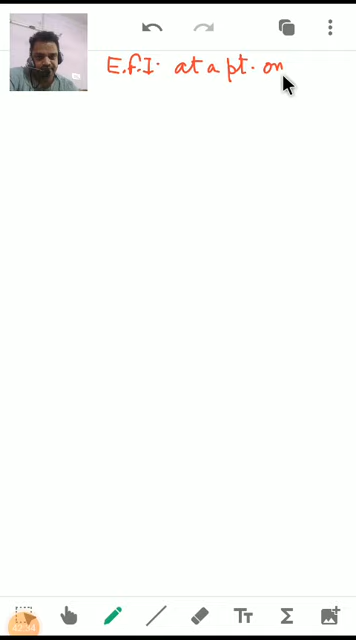 E.f.I. at a pt. on